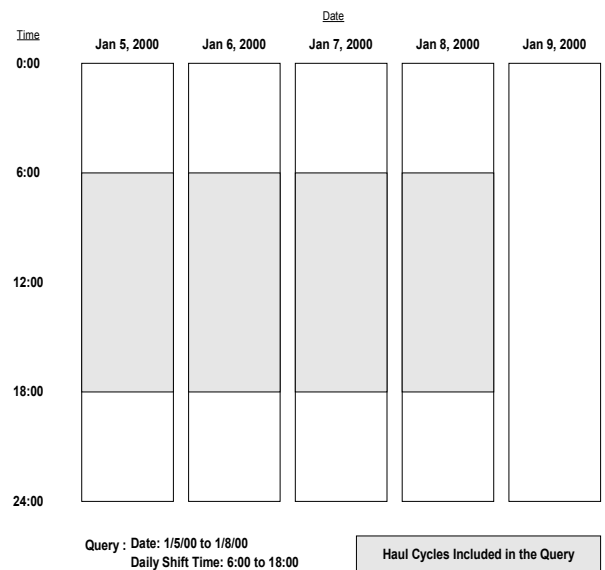 Date
Time
Jan 5, 2000 Jan 6, 2000 Jan 7, 2000 Jan 8, 2000 Jan 9, 2000
0:00
6:00
12:00
18:00
24:00
Query : Date: 1/5/00 to 1/8/00
Daily Shift Time: 6:00 to 18:00
Haul Cycles Included in the Query